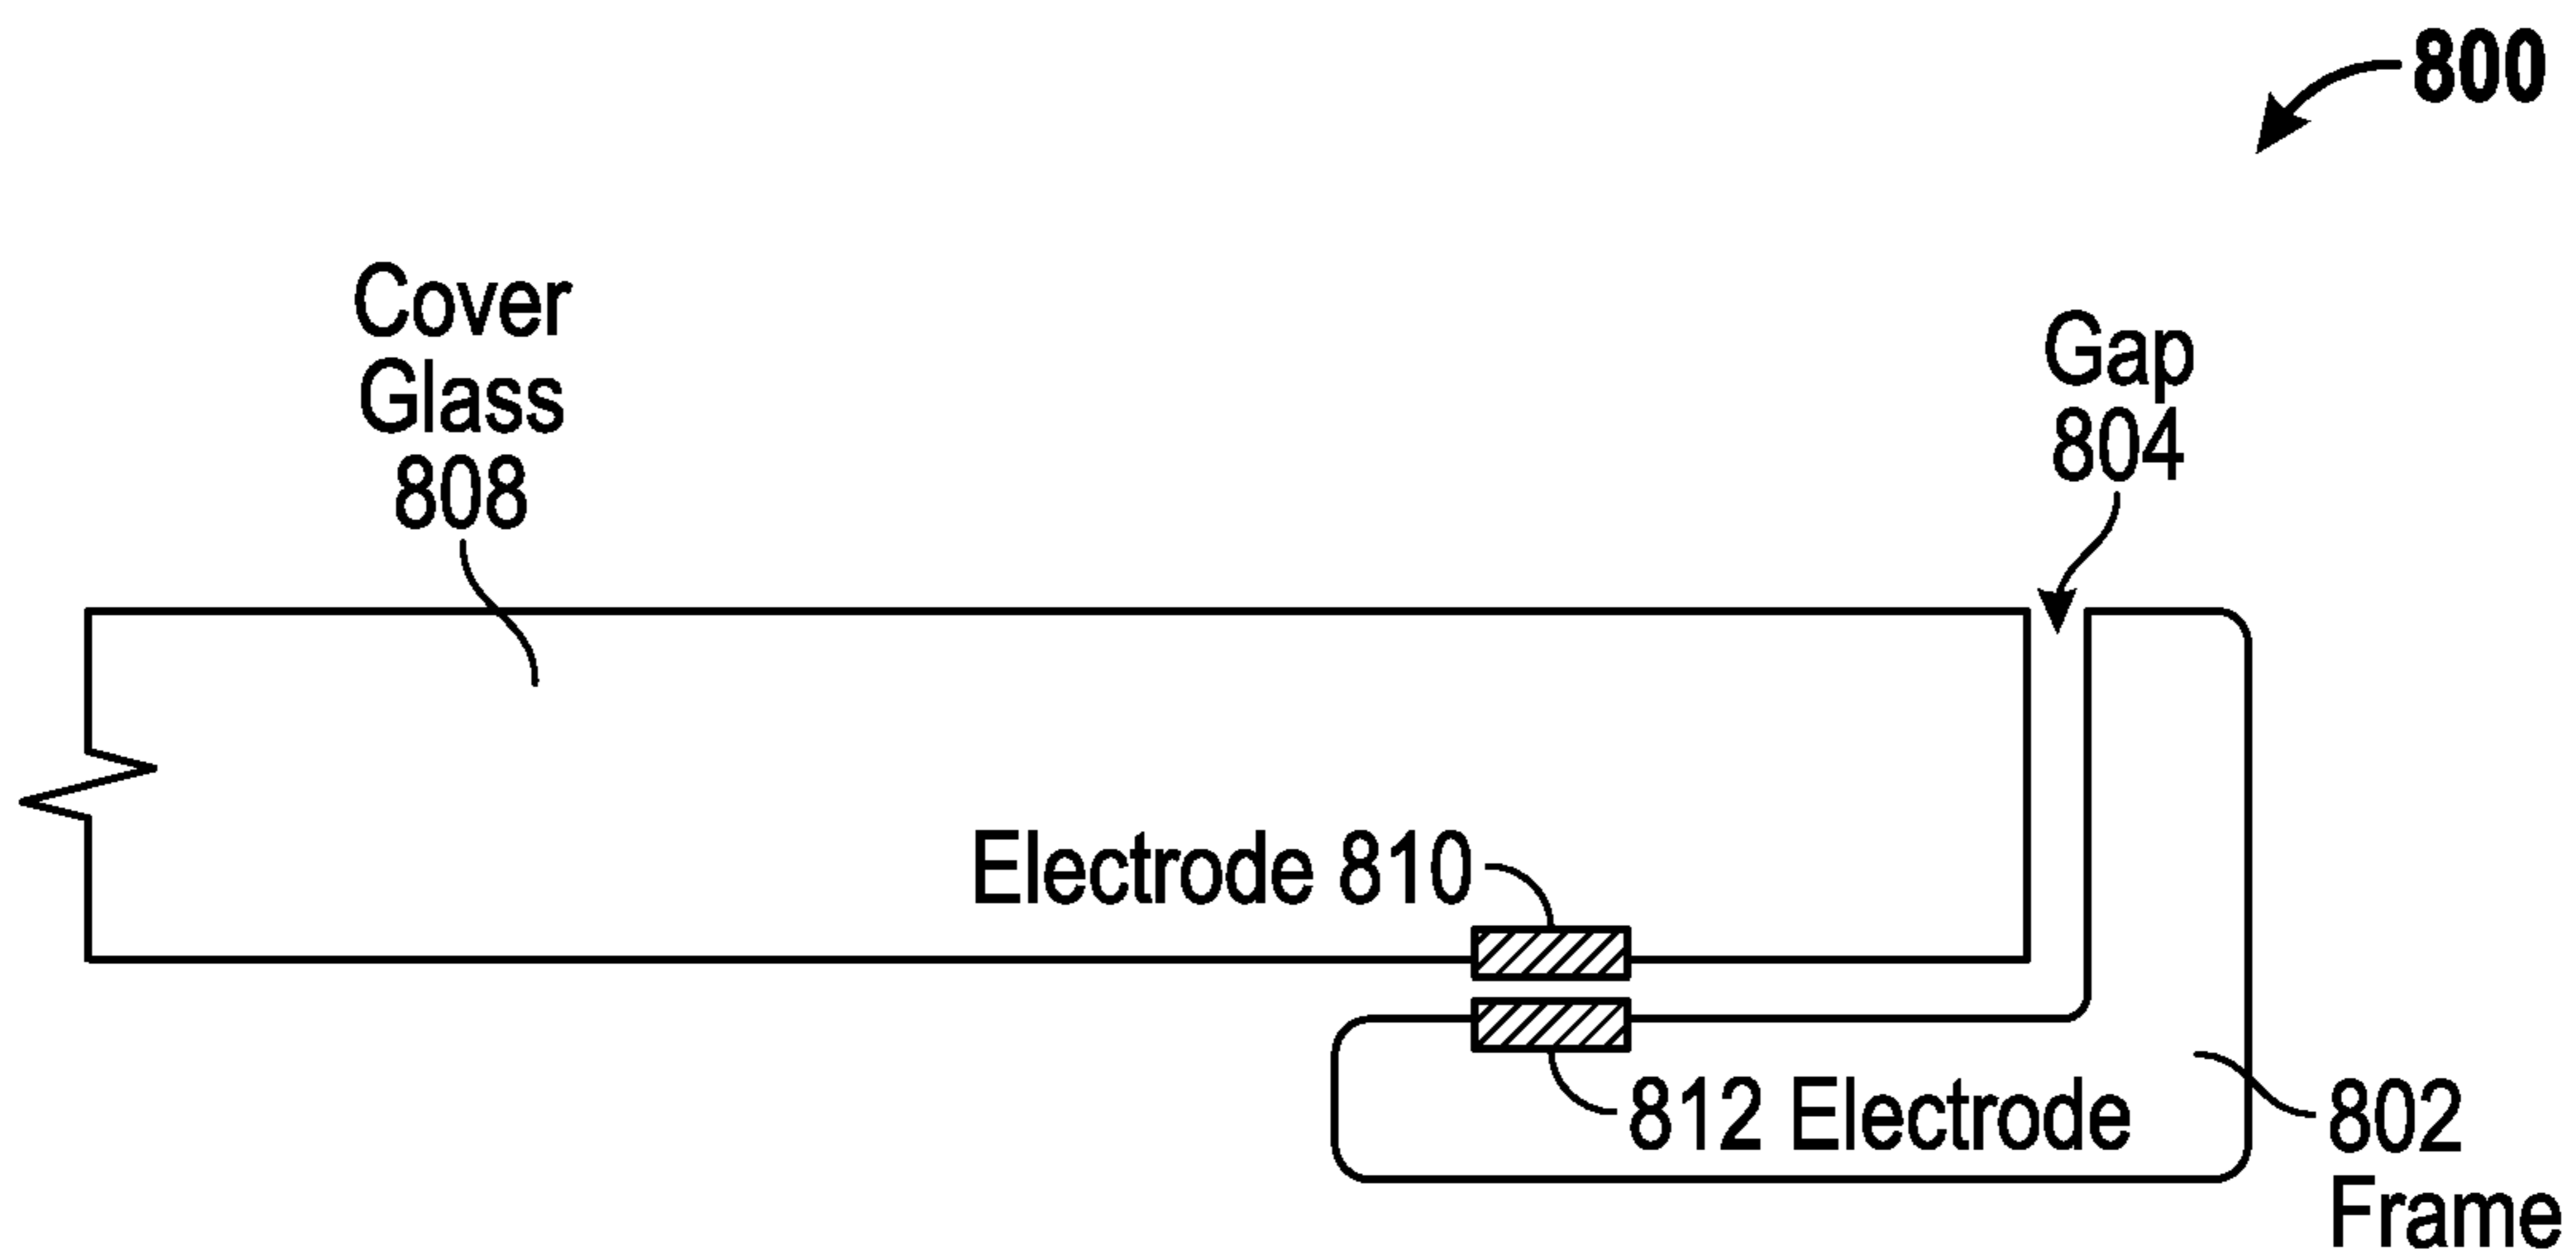 800
Cover
Glass
808
Gap
804
Electrode 810
812 Electrode
802
Frame